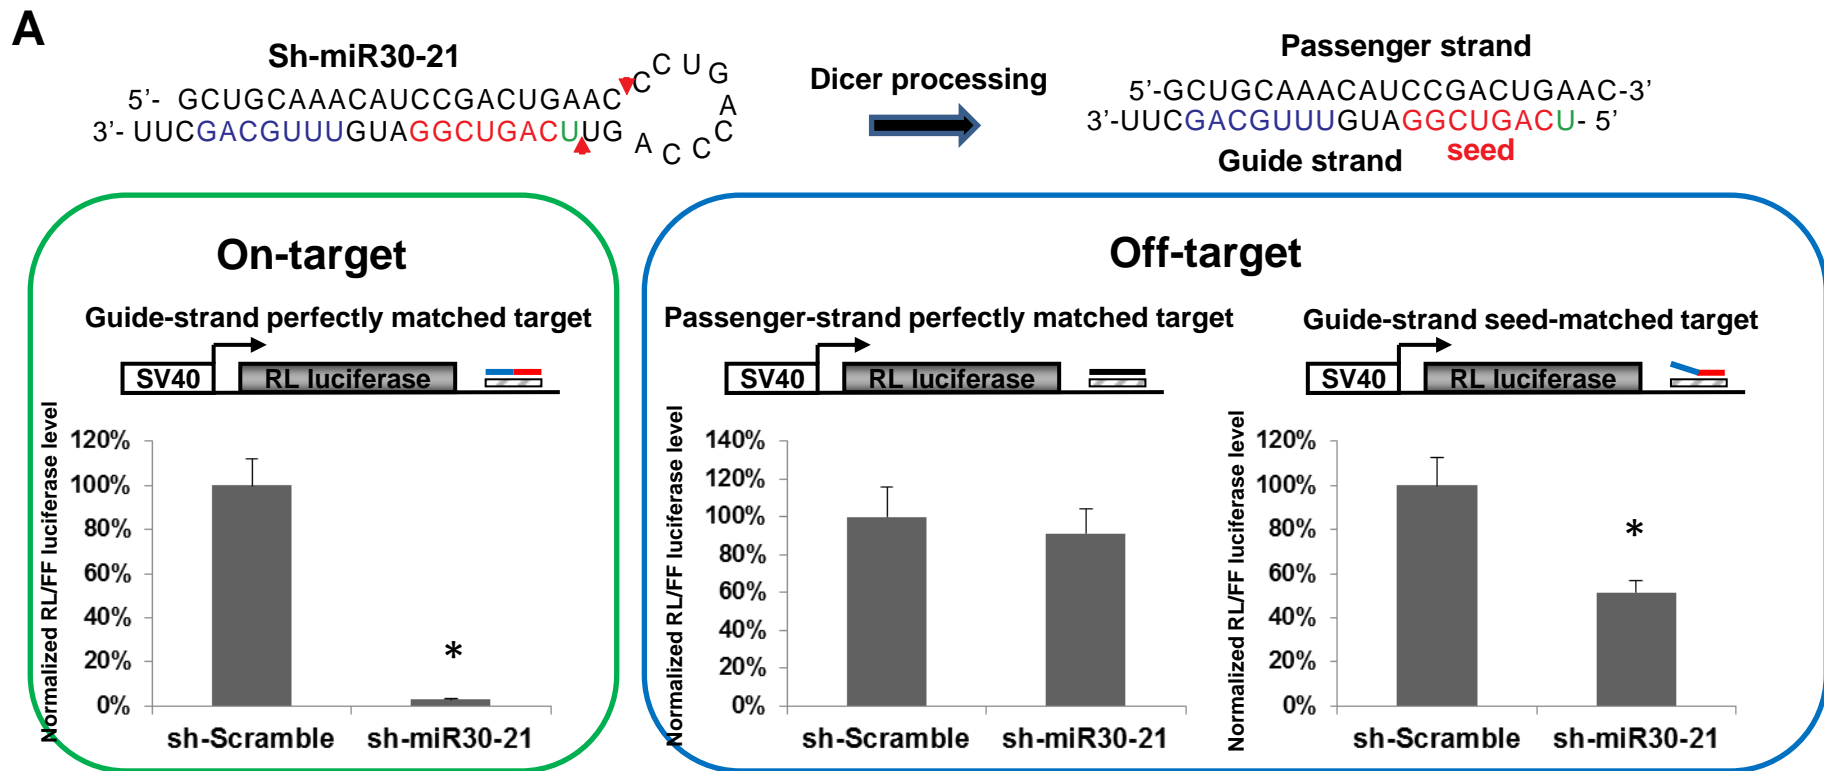 A
Sh-miR30-21
5'- GCUGCAAACAUCCGACUGAACCCUGACCCCA
3'- UUCGACGUUUGUAGGCUGACUUG
Dicer processing
Passenger strand
5'-GCUGCAAACAUCCGACUGAAC-3'
3'-UUCGACGUUUGUAGGCUGACU- 5'
Guide strand
seed
On-target
Guide-strand perfectly matched target
SV40
RL luciferase
Normalized RL/FF luciferase level
120%
100%
80%
60%
40%
20%
0%
*
sh-Scramble
sh-miR30-21
Off-target
Passenger-strand perfectly matched target
SV40
RL luciferase
Normalized RL/FF luciferase level
140%
120%
100%
80%
60%
40%
20%
0%
sh-Scramble
sh-miR30-21
Guide-strand seed-matched target
SV40
RL luciferase
Normalized RL/FF luciferase level
120%
100%
80%
60%
40%
20%
0%
*
sh-Scramble
sh-miR30-21